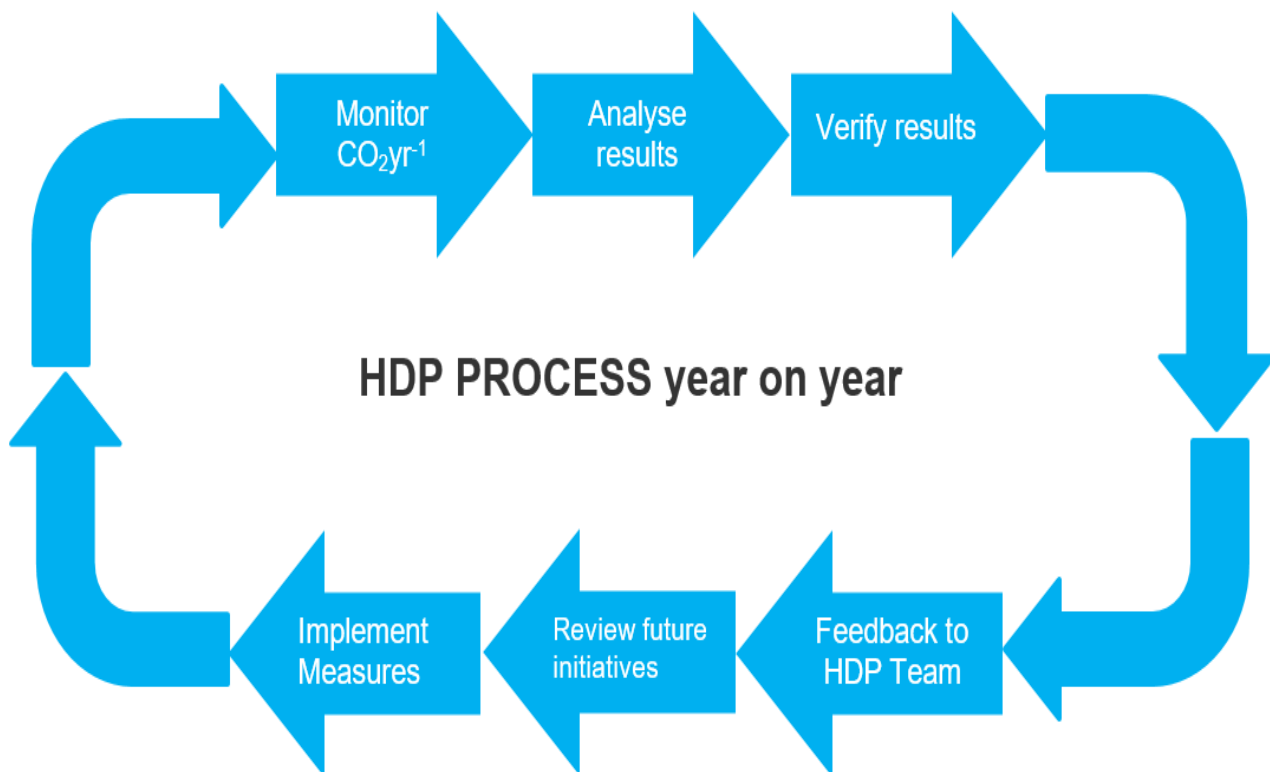 Monitor
CO₂yr⁻¹
Analyse
results
Verify results
HDP PROCESS year on year
Implement
Measures
Review future
initiatives
Feedback to
HDP Team